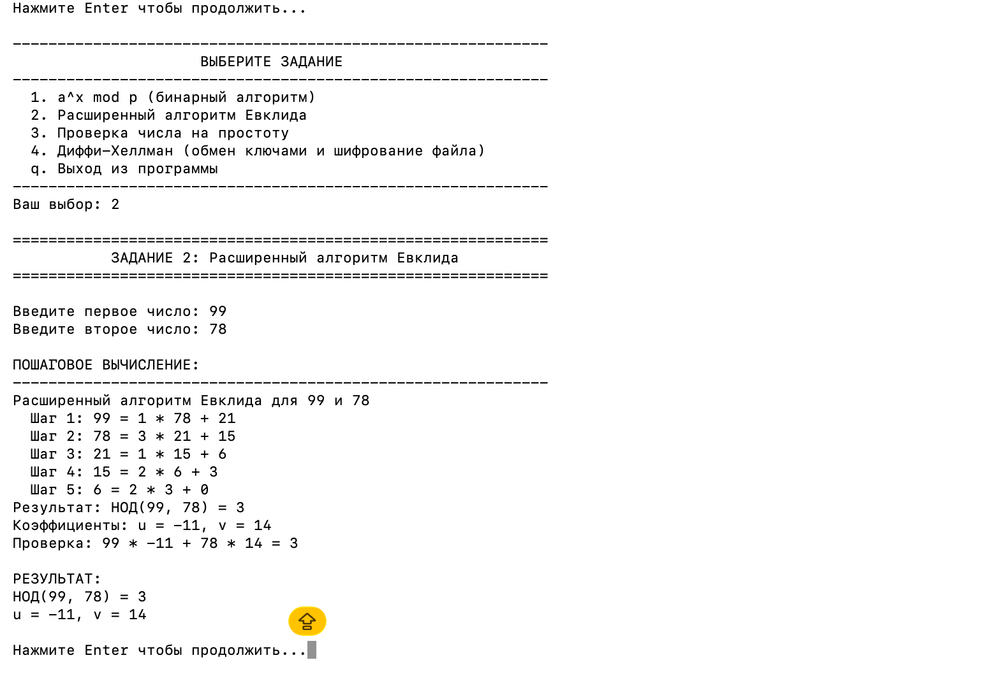 Нажмите Enter чтобы продолжить...
------------------------------------------------------------
ВЫБЕРИТЕ ЗАДАНИЕ
------------------------------------------------------------
1. a^x mod p (бинарный алгоритм)
2. Расширенный алгоритм Евклида
3. Проверка числа на простоту
4. Диффи-Хеллман (обмен ключами и шифрование файла)
q. Выход из программы
------------------------------------------------------------
Ваш выбор: 2
============================================================
ЗАДАНИЕ 2: Расширенный алгоритм Евклида
============================================================
Введите первое число: 99
Введите второе число: 78
ПОШАГОВОЕ ВЫЧИСЛЕНИЕ:
------------------------------------------------------------
Расширенный алгоритм Евклида для 99 и 78
Шаг 1: 99 = 1 * 78 + 21
Шаг 2: 78 = 3 * 21 + 15
Шаг 3: 21 = 1 * 15 + 6
Шаг 4: 15 = 2 * 6 + 3
Шаг 5: 6 = 2 * 3 + 0
Результат: НОД(99, 78) = 3
Коэффициенты: u = -11, v = 14
Проверка: 99 * -11 + 78 * 14 = 3
РЕЗУЛЬТАТ:
НОД(99, 78) = 3
u = -11, v = 14
Нажмите Enter чтобы продолжить...